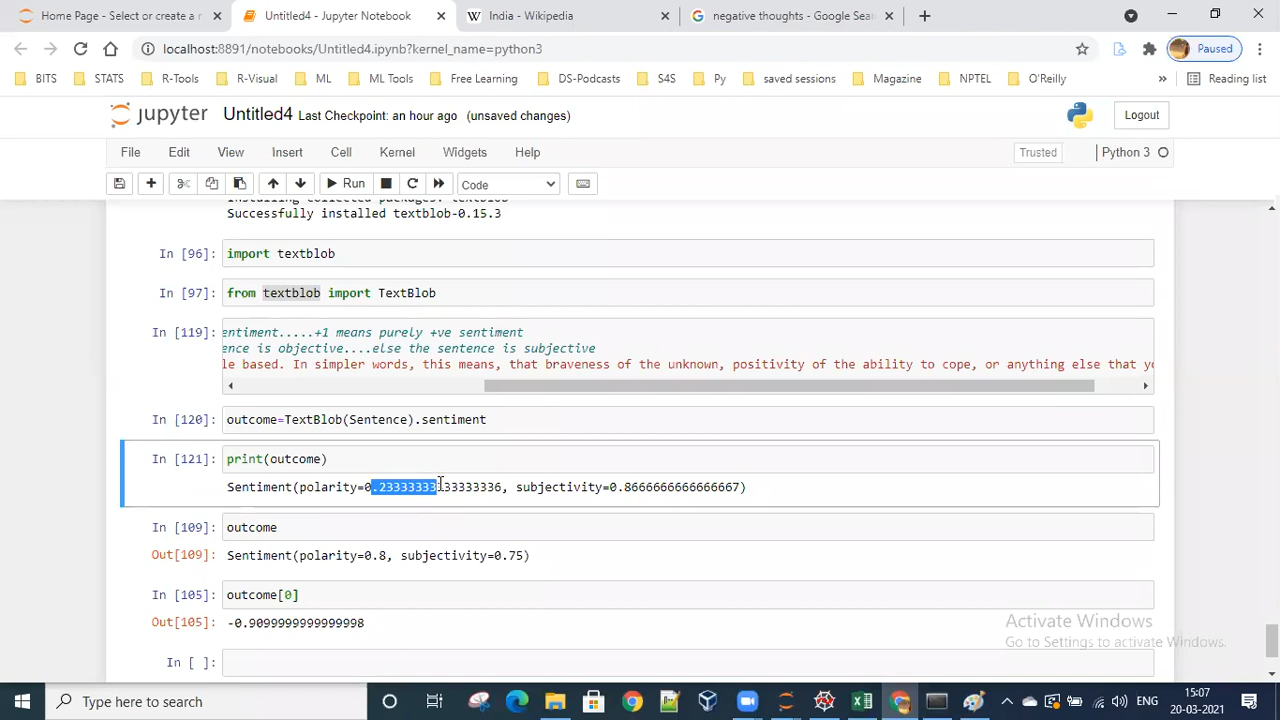 Home Page - Select or create a n
Untitled4 - Jupyter Notebook
India - Wikipedia
negative thoughts - Google Sear
localhost:8891/notebooks/Untitled4.ipynb?kernel_name=python3
Paused
BITS STATS R-Tools R-Visual ML ML Tools Free Learning DS-Podcasts S4S Py saved sessions Magazine NPTEL O'Reilly » Reading list
jupyter Untitled4 Last Checkpoint: an hour ago (unsaved changes) Logout
File Edit View Insert Cell Kernel Widgets Help Trusted Python 3
Run Code
Installing collected packages: textblob
Successfully installed textblob-0.15.3
In [96]: import textblob
In [97]: from textblob import TextBlob
In [119]: entiment.....+1 means purely +ve sentiment
ence is objective....else the sentence is subjective
le based. In simpler words, this means, that braveness of the unknown, positivity of the ability to cope, or anything else that yo
In [120]: outcome=TextBlob(Sentence).sentiment
In [121]: print(outcome)
Sentiment(polarity=0.23333333333333336, subjectivity=0.8666666666666667)
In [109]: outcome
Out[109]: Sentiment(polarity=0.8, subjectivity=0.75)
In [105]: outcome[0]
Out[105]: -0.9099999999999998
In [ ]:
Activate Windows
Go to Settings to activate Windows.
Type here to search
ENG
15:07
20-03-2021